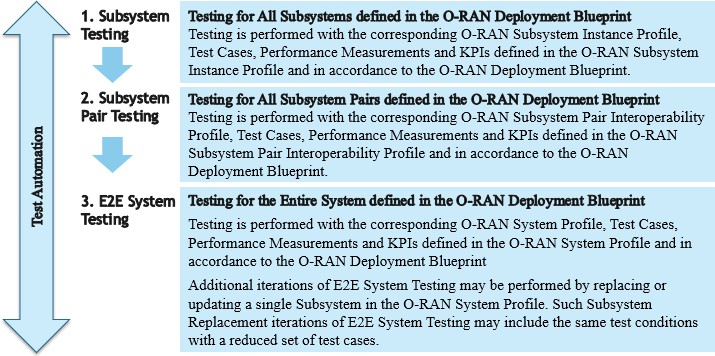 Test Automation
1. Subsystem
Testing
Testing for All Subsystems defined in the O-RAN Deployment Blueprint
Testing is performed with the corresponding O-RAN Subsystem Instance Profile,
Test Cases, Performance Measurements and KPIs defined in the O-RAN Subsystem
Instance Profile and in accordance to the O-RAN Deployment Blueprint.
2. Subsystem
Pair Testing
Testing for All Subsystem Pairs defined in the O-RAN Deployment Blueprint
Testing is performed with the corresponding O-RAN Subsystem Pair Interoperability
Profile, Test Cases, Performance Measurements and KPIs defined in the O-RAN
Subsystem Pair Interoperability Profile and in accordance to the O-RAN
Deployment Blueprint.
3. E2E System
Testing
Testing for the Entire System defined in the O-RAN Deployment Blueprint
Testing is performed with the corresponding O-RAN System Profile, Test Cases,
Performance Measurements and KPIs defined in the O-RAN System Profile and in
accordance to the O-RAN Deployment Blueprint
Additional iterations of E2E System Testing may be performed by replacing or
updating a single Subsystem in the O-RAN System Profile. Such Subsystem
Replacement iterations of E2E System Testing may include the same test conditions
with a reduced set of test cases.